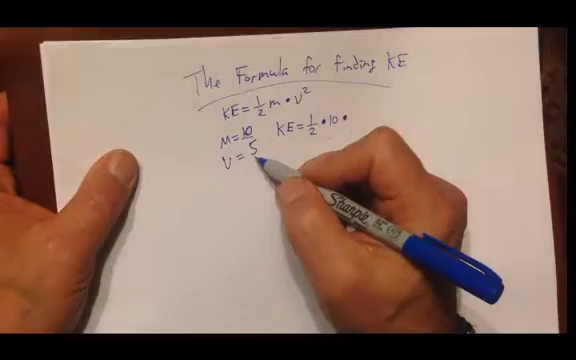 The Formula for finding KE
KE = 1/2 m • v²
M = 10 KE = 1/2 • 10 •
V = 5
Sharpie